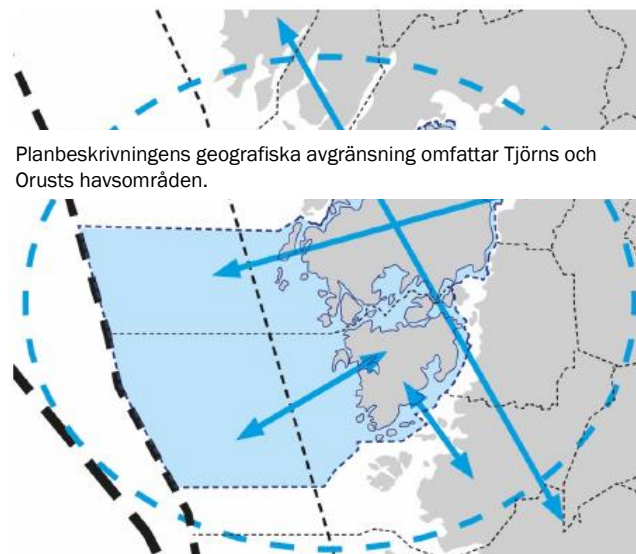 Planbeskrivningens geografiska avgränsning omfattar Tjörns och
Orusts havsområden.